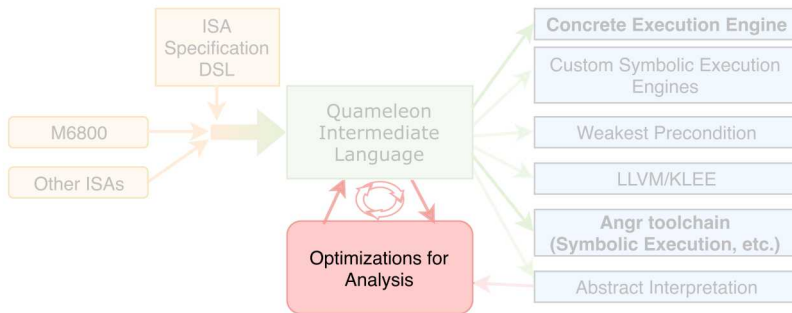 ISA
Specification
DSL
M6800
Other ISAs
Quameleon
Intermediate
Language
Optimizations for
Analysis
Concrete Execution Engine
Custom Symbolic Execution
Engines
Weakest Precondition
LLVM/KLEE
Angr toolchain
(Symbolic Execution, etc.)
Abstract Interpretation